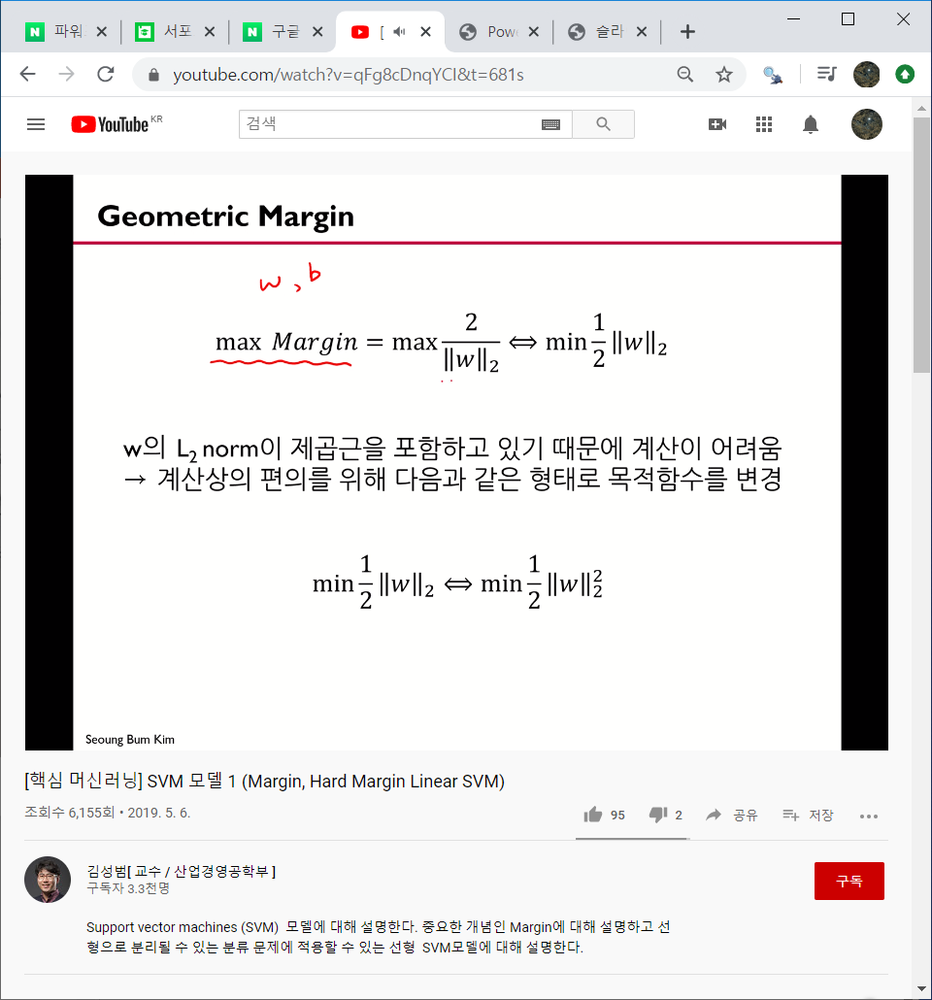 파워 서포 구글 [ Powe 슬라
youtube.com/watch?v=qFg8cDnqYCI&t=681s
YouTube KR 검색
Geometric Margin
w, b
max Margin = max 2/‖w‖₂ ⇔ min 1/2 ‖w‖₂
w의 L₂ norm이 제곱근을 포함하고 있기 때문에 계산이 어려움
→ 계산상의 편의를 위해 다음과 같은 형태로 목적함수를 변경
min 1/2 ‖w‖₂ ⇔ min 1/2 ‖w‖₂²
Seoung Bum Kim
[핵심 머신러닝] SVM 모델 1 (Margin, Hard Margin Linear SVM)
조회수 6,155회 • 2019. 5. 6.
95 2 공유 저장
김성범[ 교수 / 산업경영공학부 ]
구독자 3.3천명
구독
Support vector machines (SVM) 모델에 대해 설명한다. 중요한 개념인 Margin에 대해 설명하고 선
형으로 분리될 수 있는 분류 문제에 적용할 수 있는 선형 SVM모델에 대해 설명한다.